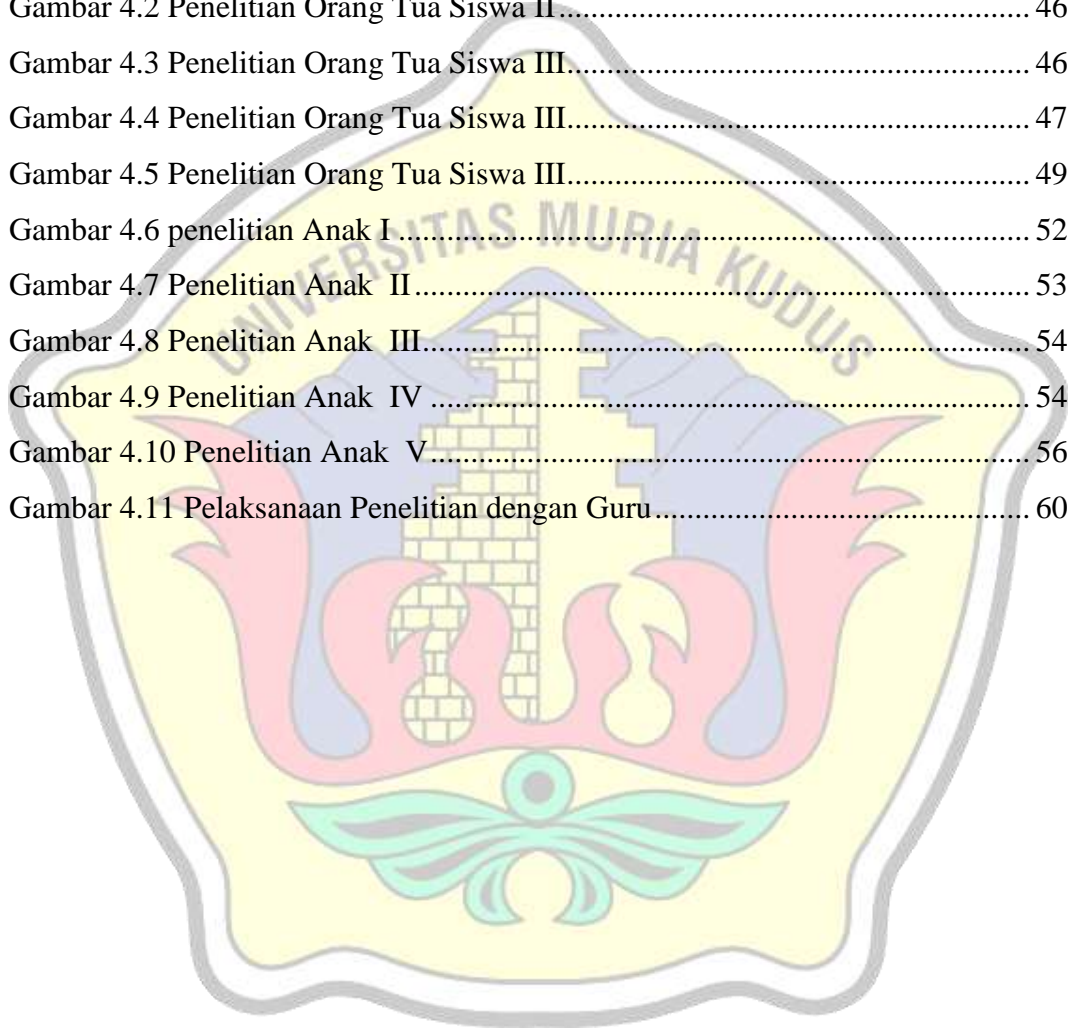 Gambar 4.2 Penelitian Orang Tua Siswa II........................................................... 46
Gambar 4.3 Penelitian Orang Tua Siswa III.......................................................... 46
Gambar 4.4 Penelitian Orang Tua Siswa III.......................................................... 47
Gambar 4.5 Penelitian Orang Tua Siswa III.......................................................... 49
Gambar 4.6 penelitian Anak I ............................................................................... 52
Gambar 4.7 Penelitian Anak  II............................................................................. 53
Gambar 4.8 Penelitian Anak  III............................................................................ 54
Gambar 4.9 Penelitian Anak  IV ........................................................................... 54
Gambar 4.10 Penelitian Anak  V........................................................................... 56
Gambar 4.11 Pelaksanaan Penelitian dengan Guru............................................... 60
UNIVERSITAS MURIA KUDUS